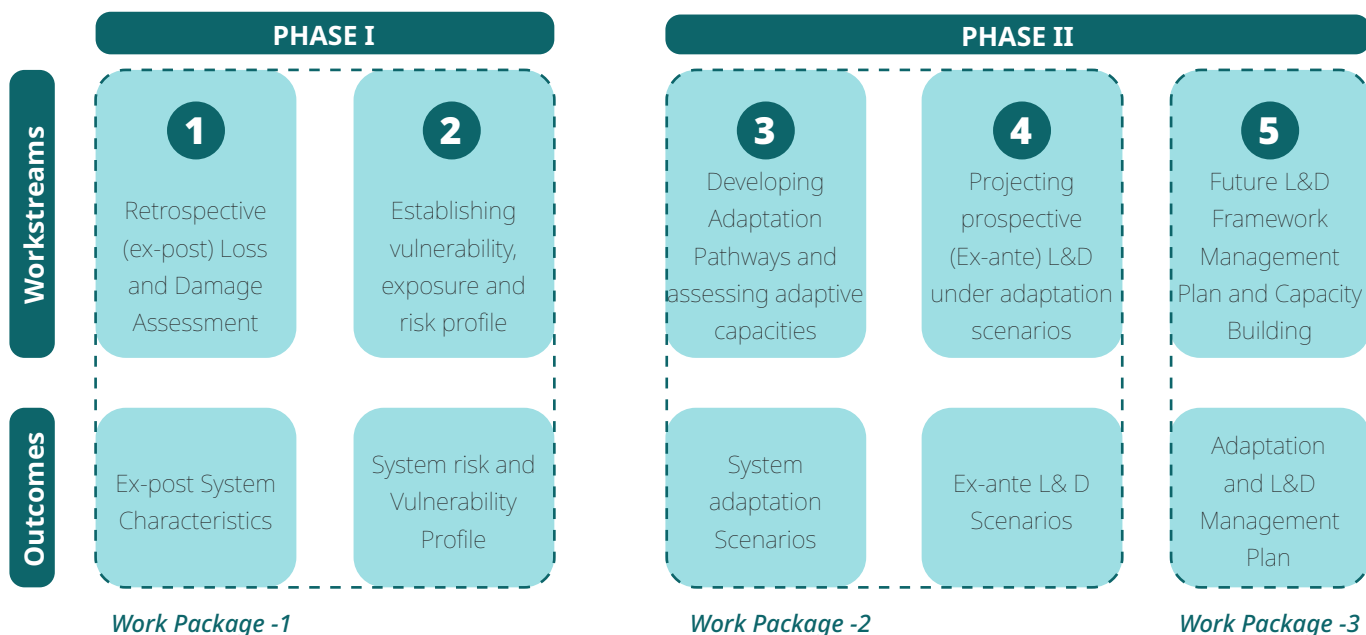 PHASE I
PHASE II
Workstreams
1
Retrospective
(ex-post) Loss
and Damage
Assessment
2
Establishing
vulnerability,
exposure and
risk profile
3
Developing
Adaptation
Pathways and
assessing adaptive
capacities
4
Projecting
prospective
(Ex-ante) L&D
under adaptation
scenarios
5
Future L&D
Framework
Management
Plan and Capacity
Building
Outcomes
Ex-post System
Characteristics
System risk and
Vulnerability
Profile
System
adaptation
Scenarios
Ex-ante L& D
Scenarios
Adaptation
and L&D
Management
Plan
Work Package -1
Work Package -2
Work Package -3